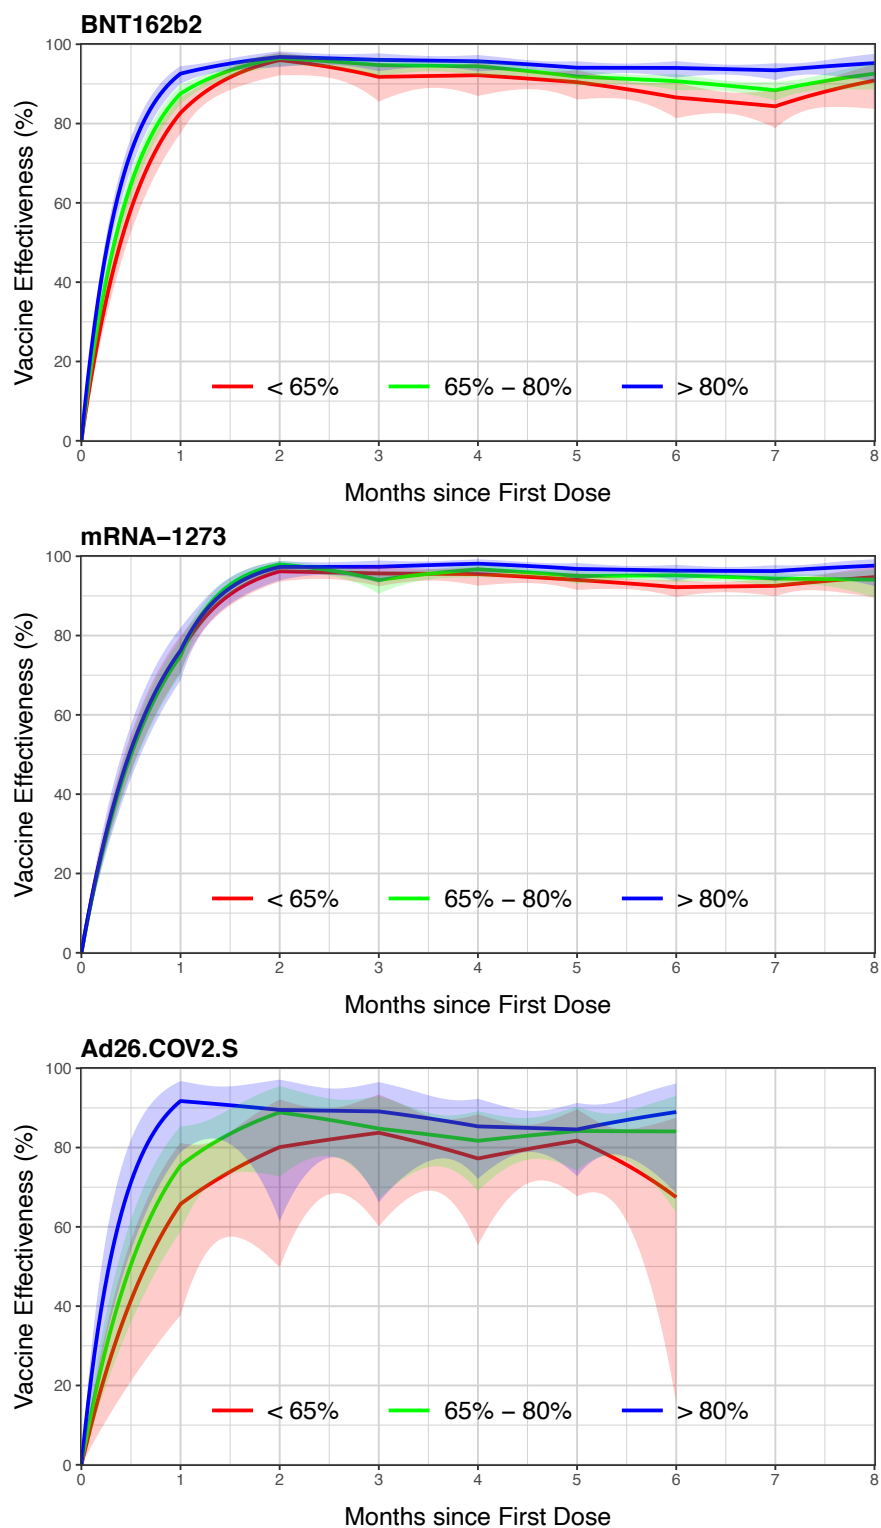 BNT162b2
Vaccine Effectiveness (%)
100
80
60
40
20
0
< 65% 65% − 80% > 80%
0 1 2 3 4 5 6 7 8
Months since First Dose
mRNA−1273
Vaccine Effectiveness (%)
100
80
60
40
20
0
< 65% 65% − 80% > 80%
0 1 2 3 4 5 6 7 8
Months since First Dose
Ad26.COV2.S
Vaccine Effectiveness (%)
100
80
60
40
20
0
< 65% 65% − 80% > 80%
0 1 2 3 4 5 6 7 8
Months since First Dose